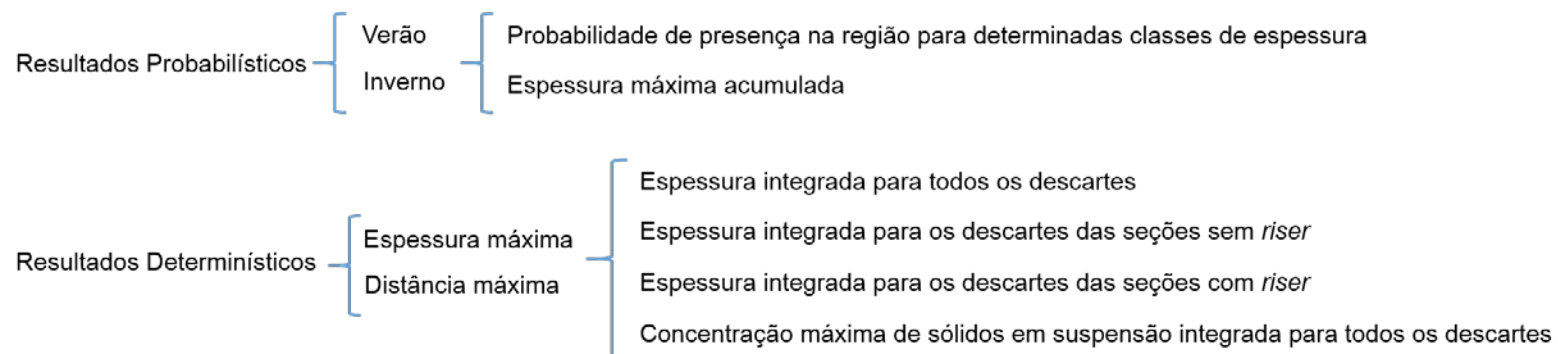 Resultados Probabilísticos
Verão
Inverno
Probabilidade de presença na região para determinadas classes de espessura
Espessura máxima acumulada
Resultados Determinísticos
Espessura máxima
Distância máxima
Espessura integrada para todos os descartes
Espessura integrada para os descartes das seções sem riser
Espessura integrada para os descartes das seções com riser
Concentração máxima de sólidos em suspensão integrada para todos os descartes